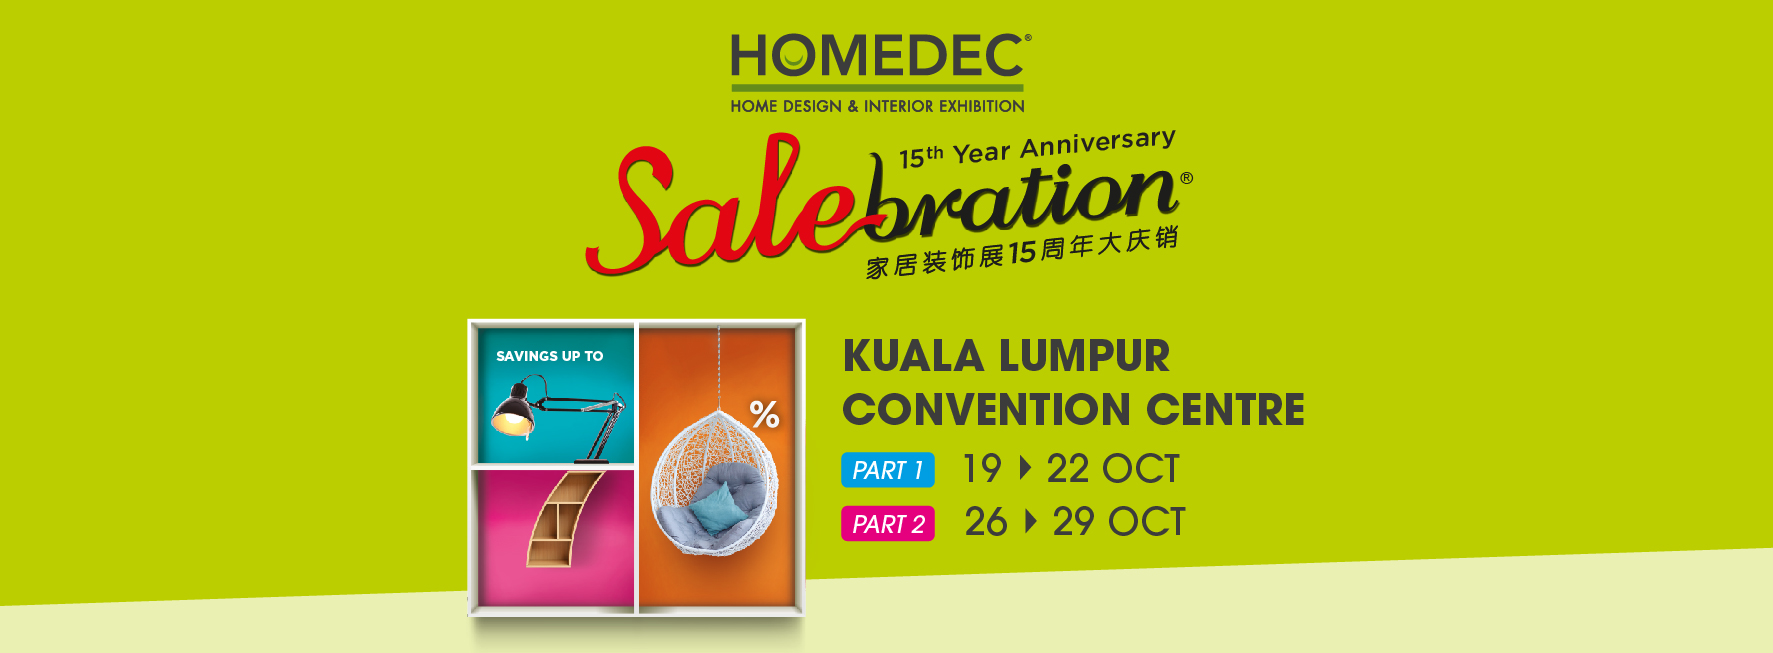 HOMEDEC®
HOME DESIGN & INTERIOR EXHIBITION
15th Year Anniversary
Salebration®
家居装饰展15周年大庆销
SAVINGS UP TO
7
%
KUALA LUMPUR
CONVENTION CENTRE
PART 1 19 ▸ 22 OCT
PART 2 26 ▸ 29 OCT